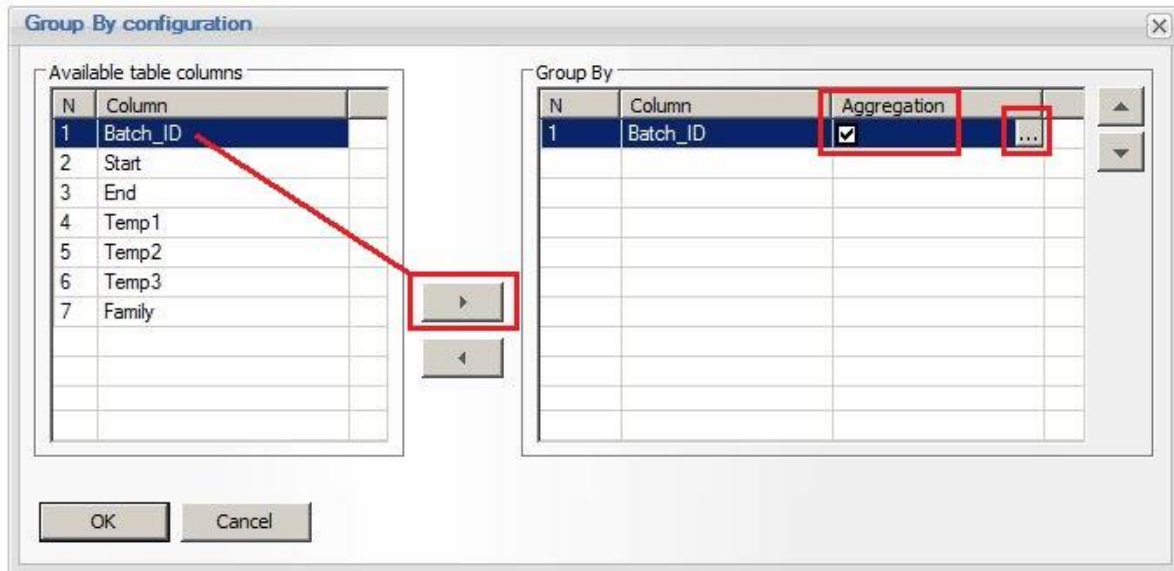 Group By configuration
Available table columns
N Column
1 Batch_ID
2 Start
3 End
4 Temp1
5 Temp2
6 Temp3
7 Family
Group By
N Column Aggregation
1 Batch_ID ...
OK Cancel